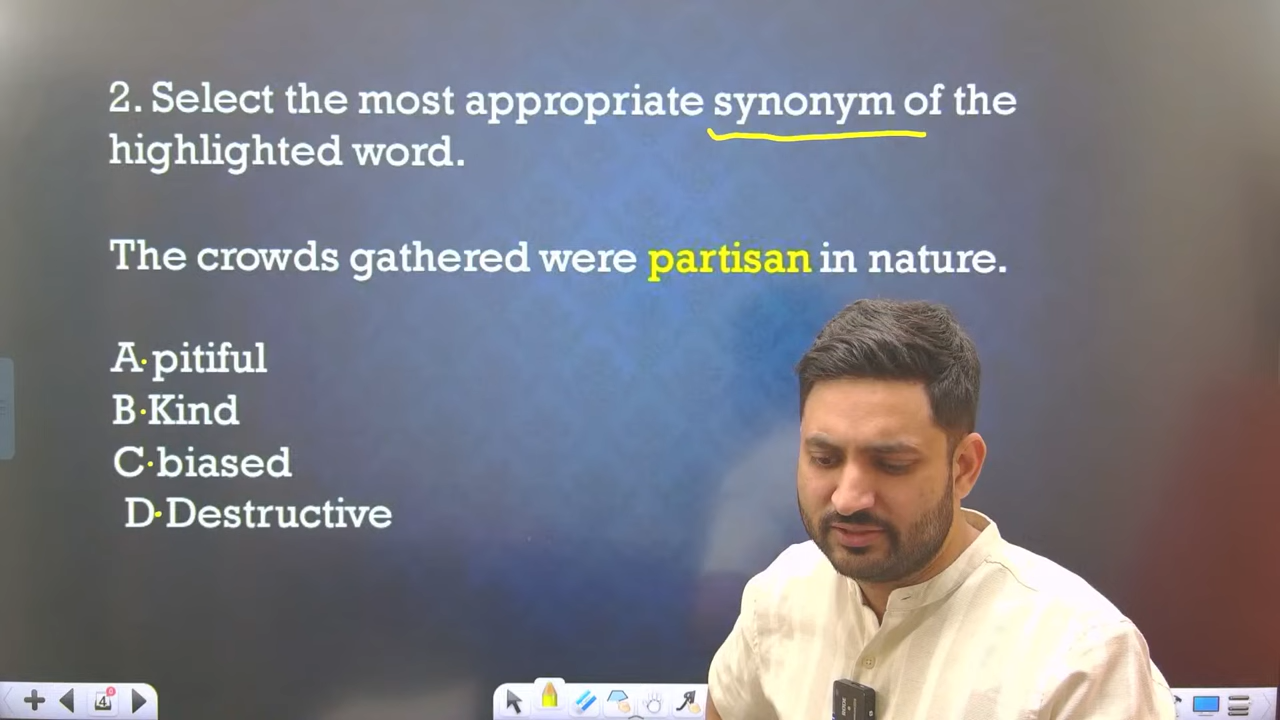 2. Select the most appropriate synonym of the
highlighted word.
The crowds gathered were partisan in nature.
A. pitiful
B. Kind
C. biased
D. Destructive
4